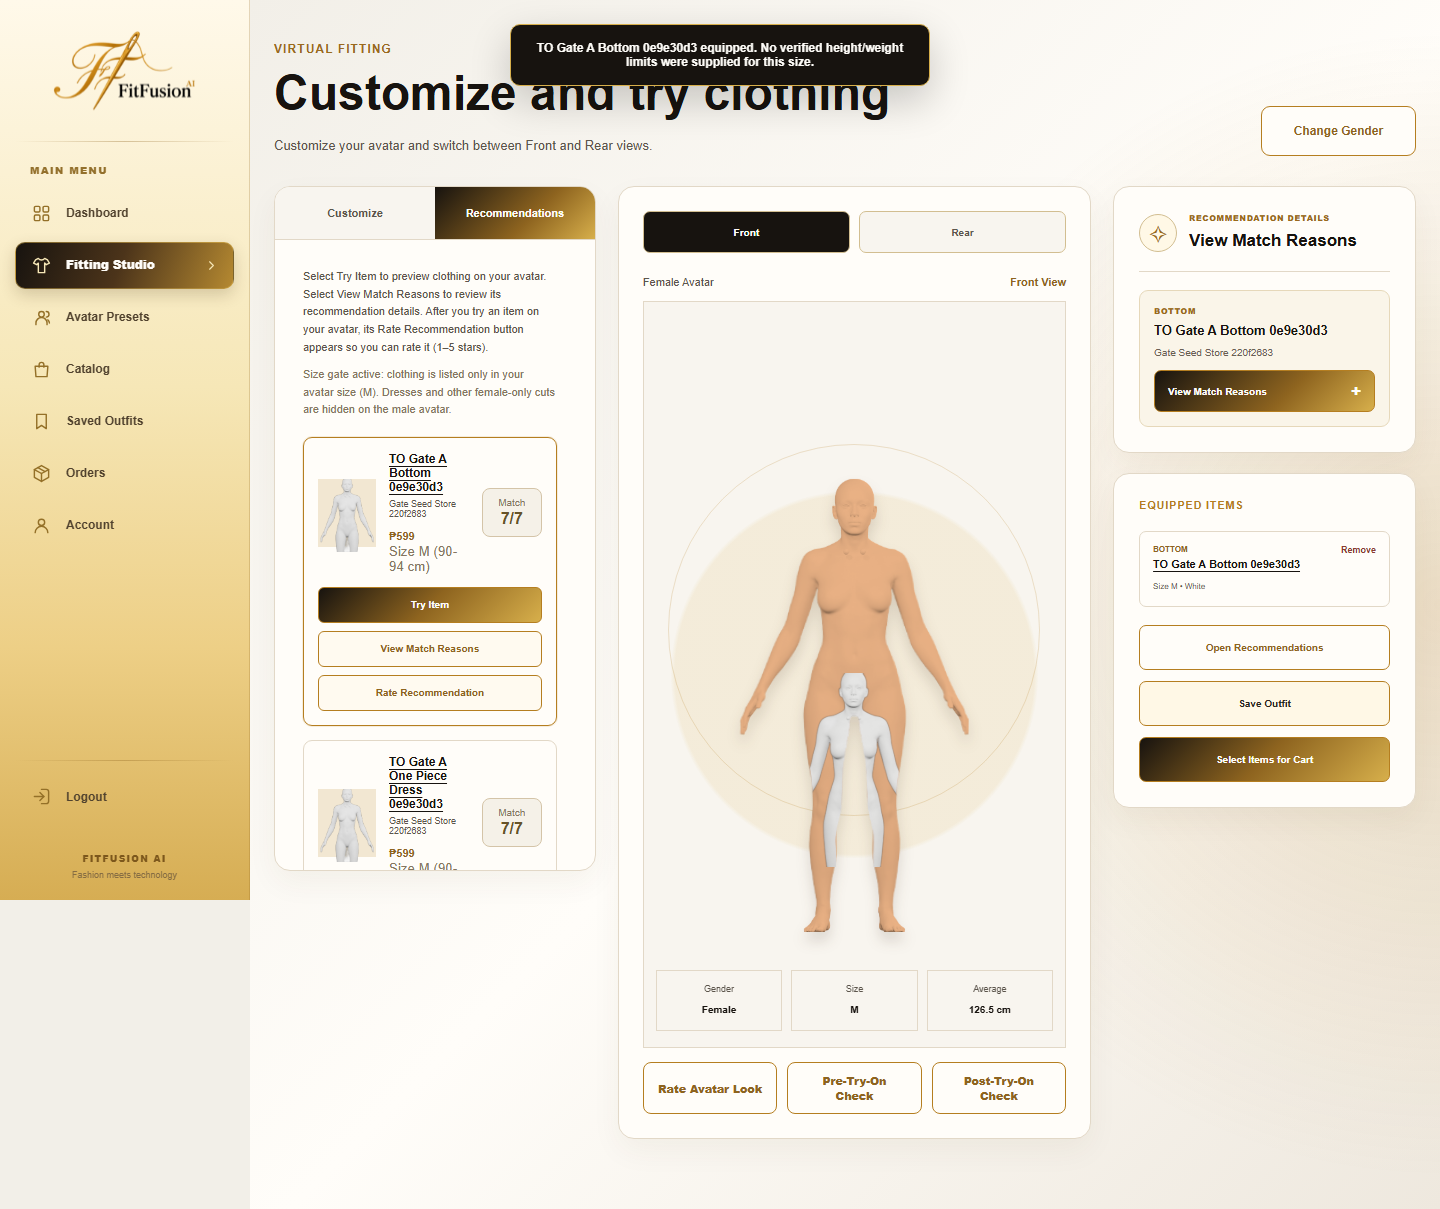 FitFusion AI
MAIN MENU
Dashboard
Fitting Studio
Avatar Presets
Catalog
Saved Outfits
Orders
Account
Logout
FITFUSION AI
Fashion meets technology
TO Gate A Bottom 0e9e30d3 equipped. No verified height/weight
limits were supplied for this size.
VIRTUAL FITTING
Customize and try clothing
Customize your avatar and switch between Front and Rear views.
Change Gender
Customize
Recommendations
Select Try Item to preview clothing on your avatar.
Select View Match Reasons to review its
recommendation details. After you try an item on
your avatar, its Rate Recommendation button
appears so you can rate it (1–5 stars).
Size gate active: clothing is listed only in your
avatar size (M). Dresses and other female-only cuts
are hidden on the male avatar.
TO Gate A
Bottom
0e9e30d3
Gate Seed Store
220f2683
₱599
Size M (90-
94 cm)
Match
7/7
Try Item
View Match Reasons
Rate Recommendation
TO Gate A
One Piece
Dress
0e9e30d3
Gate Seed Store
220f2683
₱599
Size M (90-
Match
7/7
Front
Rear
Female Avatar
Front View
Gender
Female
Size
M
Average
126.5 cm
Rate Avatar Look
Pre-Try-On
Check
Post-Try-On
Check
RECOMMENDATION DETAILS
View Match Reasons
BOTTOM
TO Gate A Bottom 0e9e30d3
Gate Seed Store 220f2683
View Match Reasons +
EQUIPPED ITEMS
BOTTOM
Remove
TO Gate A Bottom 0e9e30d3
Size M • White
Open Recommendations
Save Outfit
Select Items for Cart